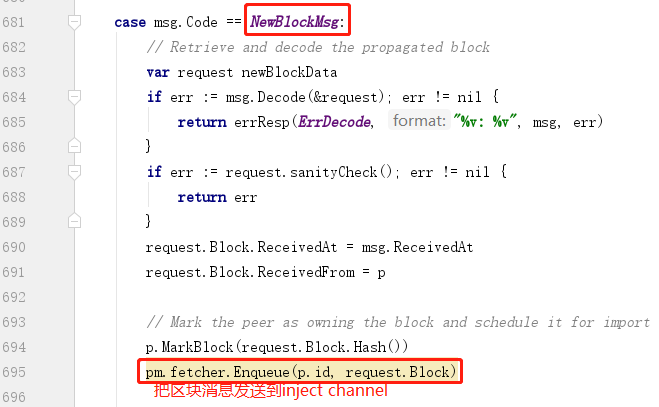 681 case msg.Code == NewBlockMsg:
682 // Retrieve and decode the propagated block
683 var request newBlockData
684 if err := msg.Decode(&request); err != nil {
685 return errResp(ErrDecode, format:"%v: %v", msg, err)
686 }
687 if err := request.sanityCheck(); err != nil {
688 return err
689 }
690 request.Block.ReceivedAt = msg.ReceivedAt
691 request.Block.ReceivedFrom = p
692
693 // Mark the peer as owning the block and schedule it for import
694 p.MarkBlock(request.Block.Hash())
695 pm.fetcher.Enqueue(p.id, request.Block)
把区块消息发送到inject channel